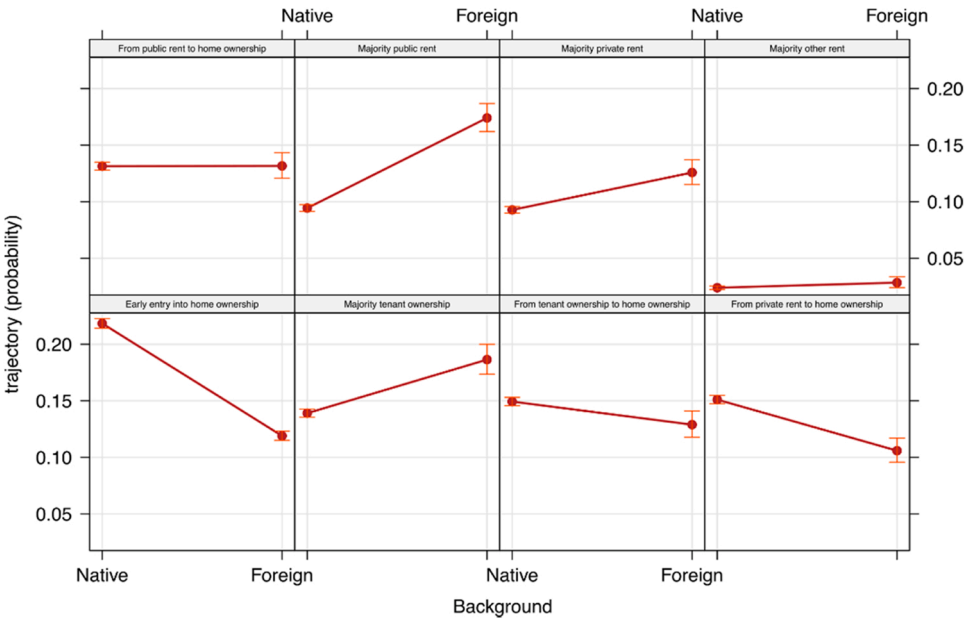 Native Foreign Native Foreign
From public rent to home ownership Majority public rent Majority private rent Majority other rent
0.20
0.15
0.10
0.05
trajectory (probability)
Early entry into home ownership Majority tenant ownership From tenant ownership to home ownership From private rent to home ownership
0.20
0.15
0.10
0.05
Native Foreign Native Foreign
Background